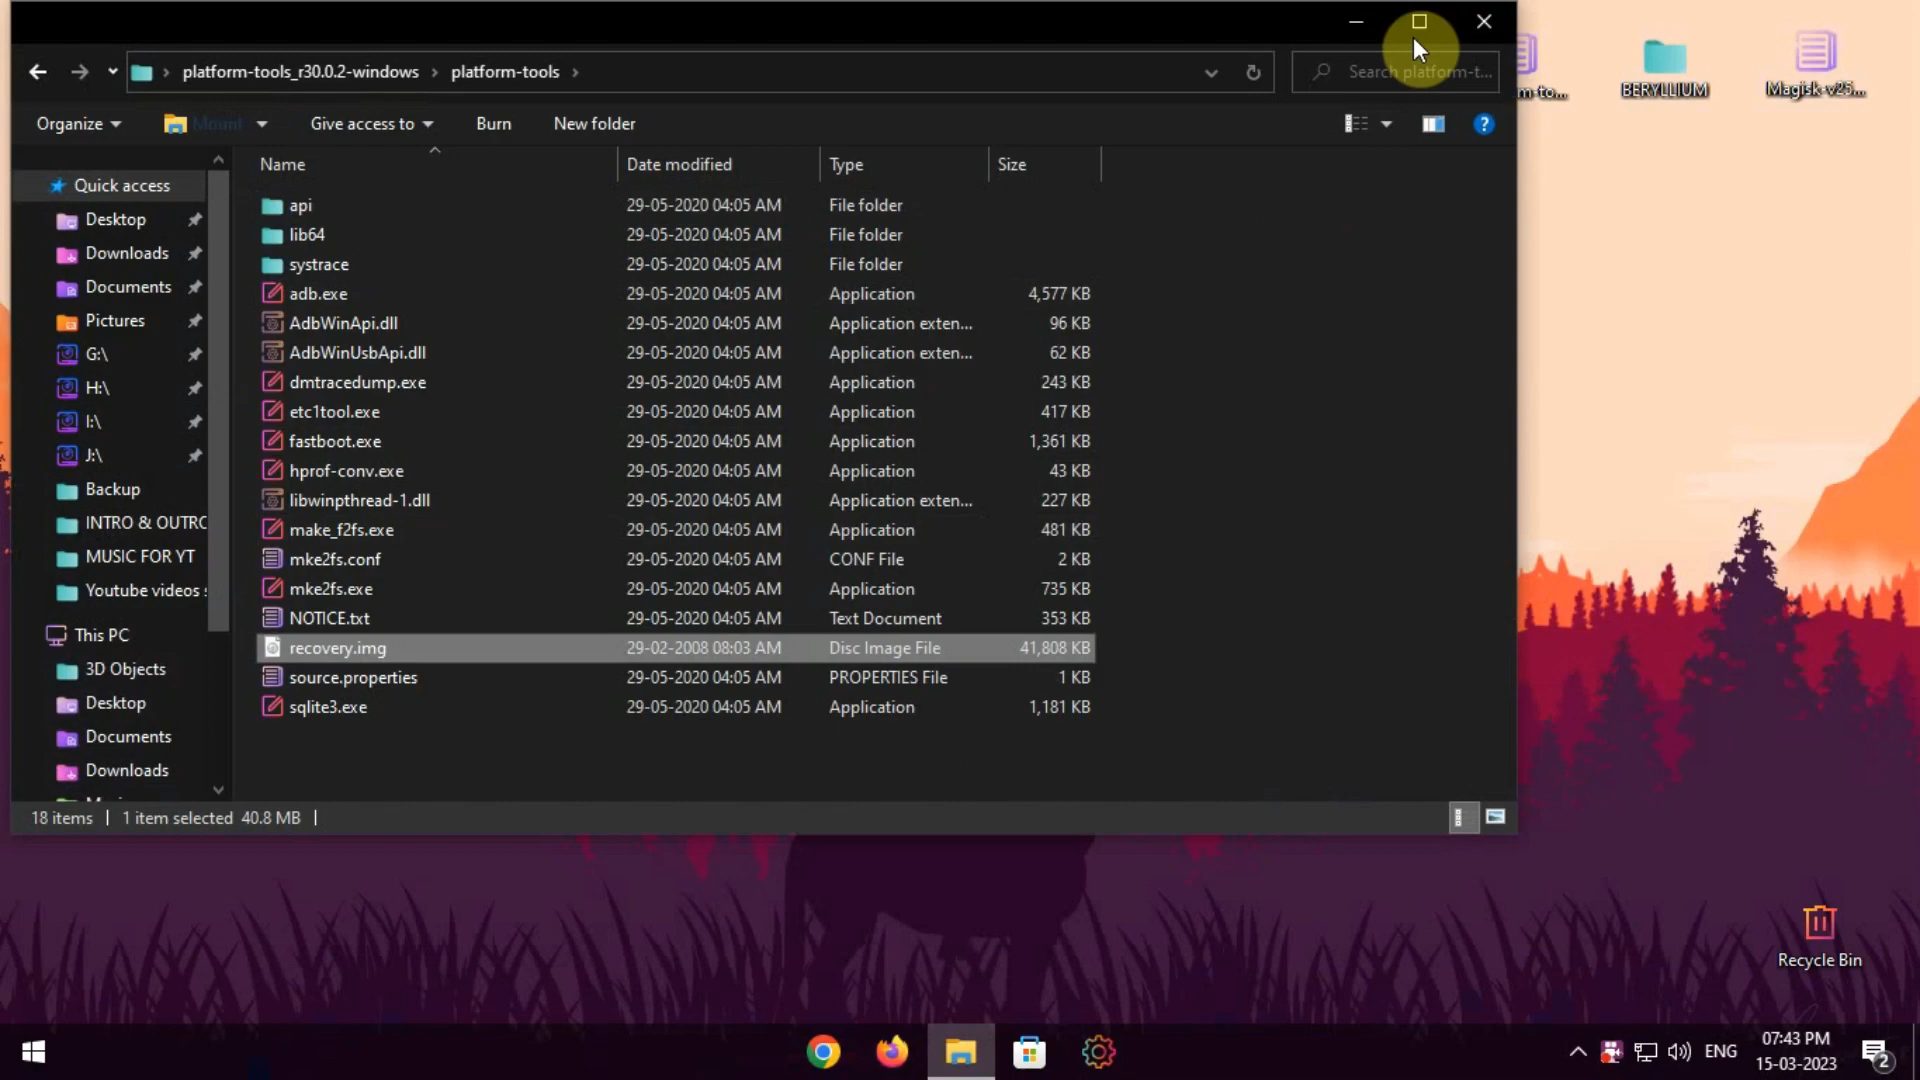 platform-tools_r30.0.2-windows > platform-tools >
Search platform-t...
Organize
Mount
Give access to
Burn
New folder
Name
Date modified
Type
Size
Quick access
Desktop
Downloads
Documents
Pictures
G:\
H:\
I:\
J:\
Backup
INTRO & OUTRO
MUSIC FOR YT
Youtube videos
This PC
3D Objects
Desktop
Documents
Downloads
api 29-05-2020 04:05 AM File folder
lib64 29-05-2020 04:05 AM File folder
systrace 29-05-2020 04:05 AM File folder
adb.exe 29-05-2020 04:05 AM Application 4,577 KB
AdbWinApi.dll 29-05-2020 04:05 AM Application exten... 96 KB
AdbWinUsbApi.dll 29-05-2020 04:05 AM Application exten... 62 KB
dmtracedump.exe 29-05-2020 04:05 AM Application 243 KB
etc1tool.exe 29-05-2020 04:05 AM Application 417 KB
fastboot.exe 29-05-2020 04:05 AM Application 1,361 KB
hprof-conv.exe 29-05-2020 04:05 AM Application 43 KB
libwinpthread-1.dll 29-05-2020 04:05 AM Application exten... 227 KB
make_f2fs.exe 29-05-2020 04:05 AM Application 481 KB
mke2fs.conf 29-05-2020 04:05 AM CONF File 2 KB
mke2fs.exe 29-05-2020 04:05 AM Application 735 KB
NOTICE.txt 29-05-2020 04:05 AM Text Document 353 KB
recovery.img 29-02-2008 08:03 AM Disc Image File 41,808 KB
source.properties 29-05-2020 04:05 AM PROPERTIES File 1 KB
sqlite3.exe 29-05-2020 04:05 AM Application 1,181 KB
18 items | 1 item selected 40.8 MB |
m-to...
BERYLLIUM
Magisk-v25...
Recycle Bin
ENG
07:43 PM
15-03-2023
2